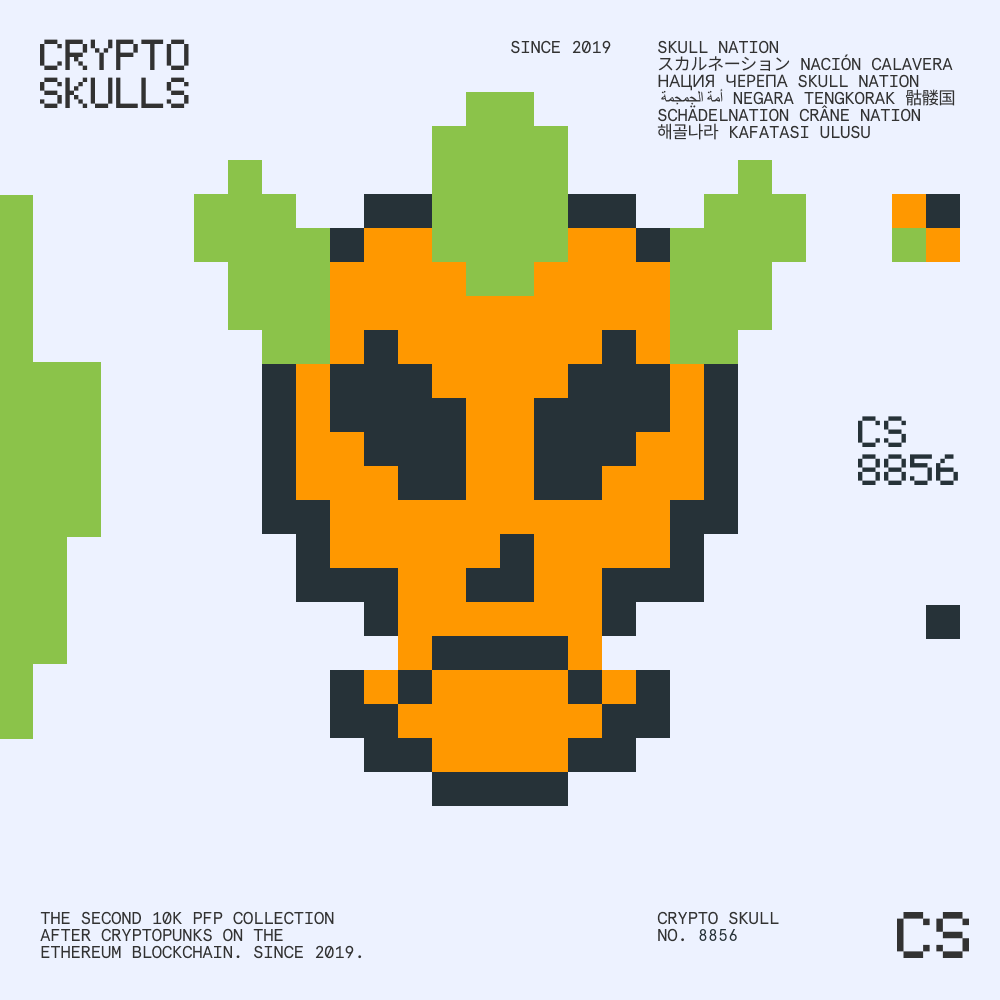 CRYPTO
SKULLS
SINCE 2019
SKULL NATION
スカルネーション NACIÓN CALAVERA
НАЦИЯ ЧЕРЕПА SKULL NATION
أمة الجمجمة NEGARA TENGKORAK 骷髅国
SCHÄDELNATION CRÂNE NATION
해골나라 KAFATASI ULUSU
CS
8856
THE SECOND 10K PFP COLLECTION
AFTER CRYPTOPUNKS ON THE
ETHEREUM BLOCKCHAIN. SINCE 2019.
CRYPTO SKULL
NO. 8856
CS